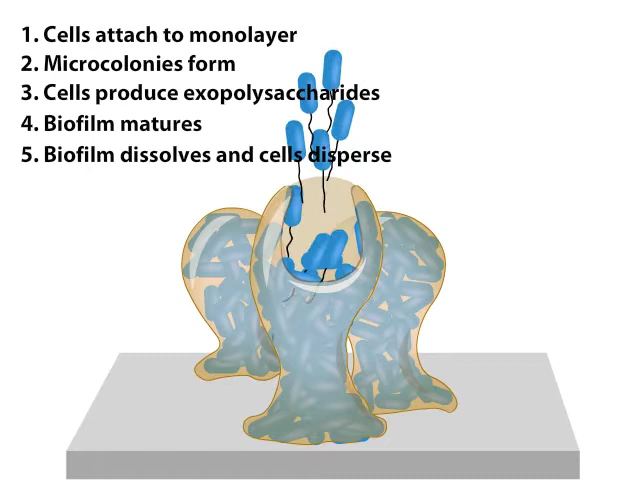 1. Cells attach to monolayer
2. Microcolonies form
3. Cells produce exopolysaccharides
4. Biofilm matures
5. Biofilm dissolves and cells disperse